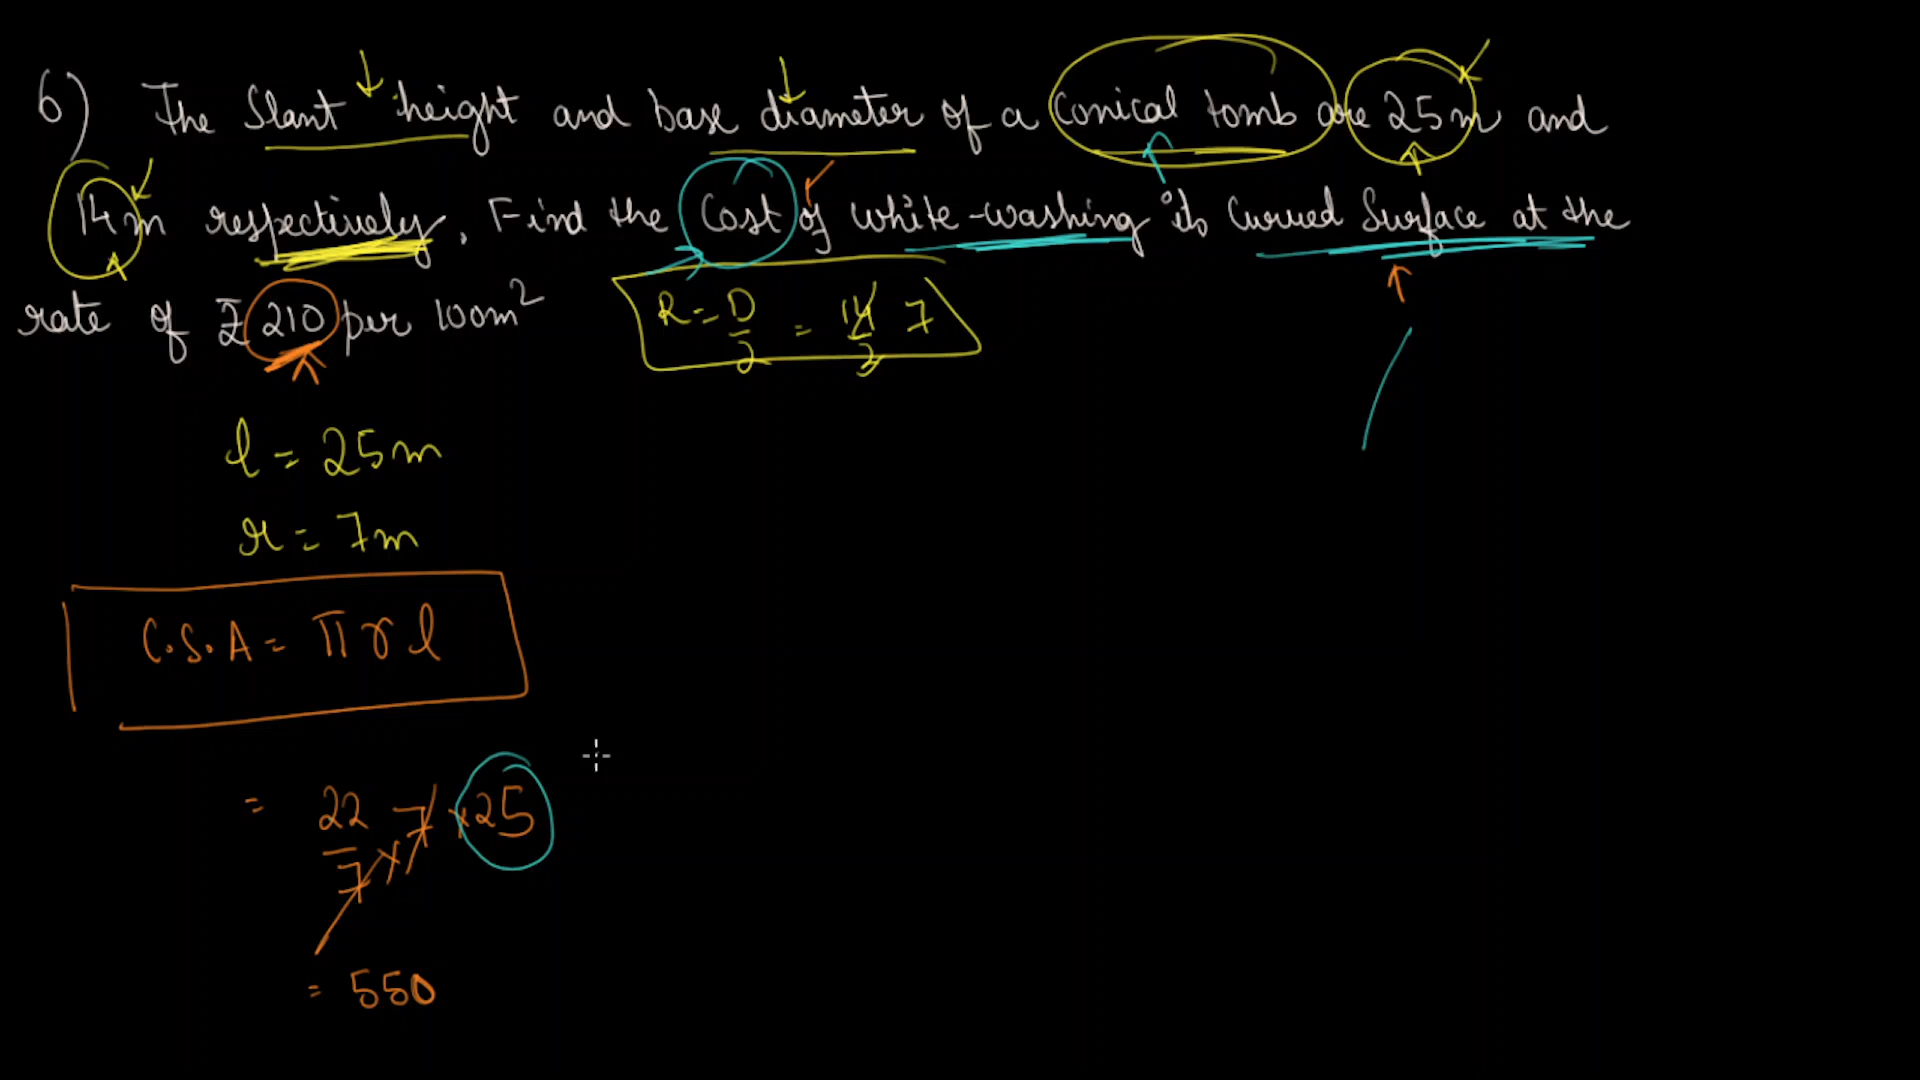 6) The Slant height and base diameter of a Conical tomb are 25m and
14m respectively. Find the Cost of white-washing its Curved Surface at the
rate of ₹ 210 per 100m²
R = D/2 = 14/2 7
l = 25m
r = 7m
C.S.A = π r l
= 22/7 × 7 × 25
= 550